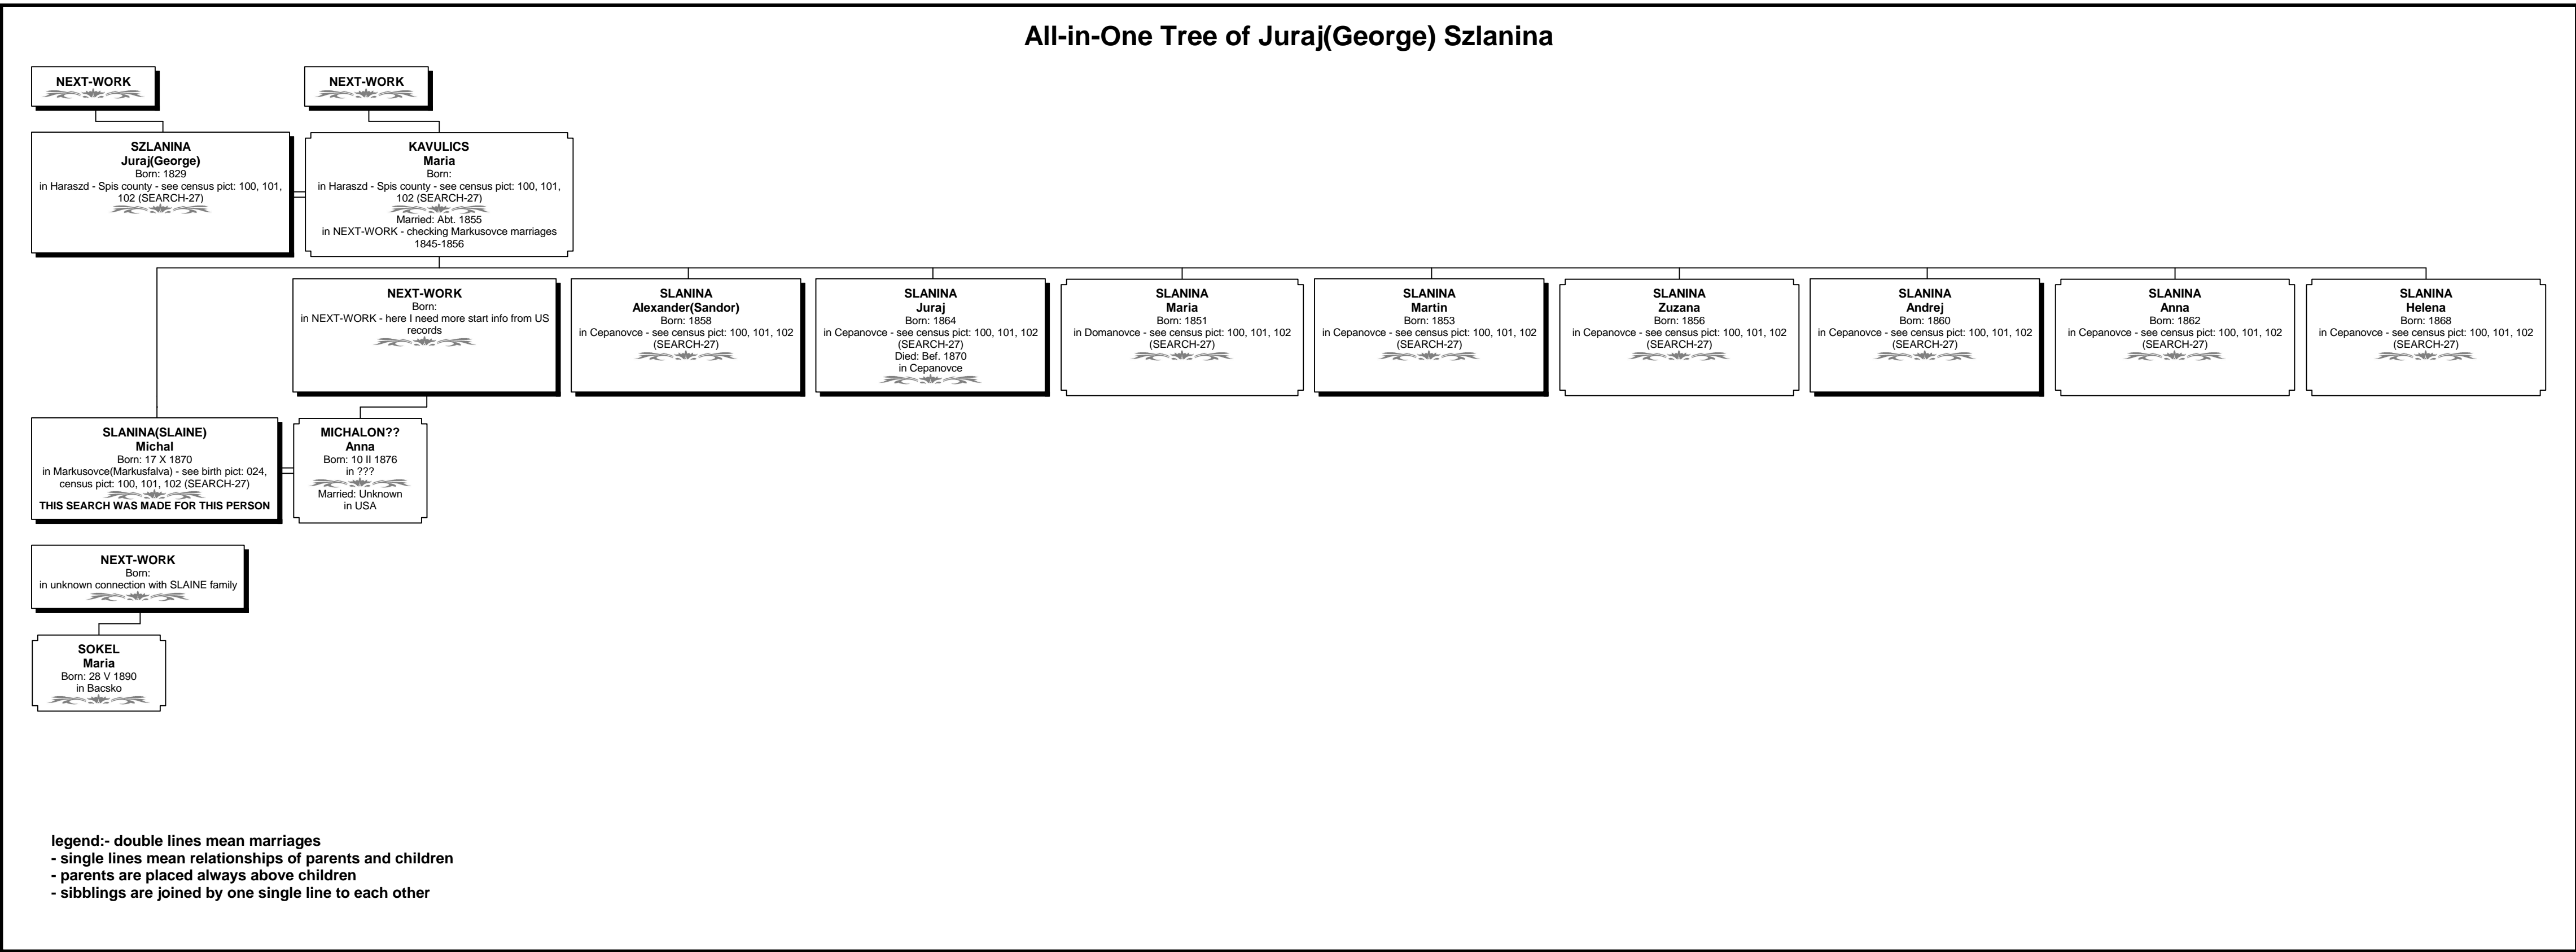 All-in-One Tree of Juraj(George) Szlanina
NEXT-WORK
NEXT-WORK
SZLANINA
Juraj(George)
Born: 1829
in Haraszd - Spis county - see census pict: 100, 101,
102 (SEARCH-27)
KAVULICS
Maria
Born:
in Haraszd - Spis county - see census pict: 100, 101,
102 (SEARCH-27)
Married: Abt. 1855
in NEXT-WORK - checking Markusovce marriages
1845-1856
NEXT-WORK
Born:
in NEXT-WORK - here I need more start info from US
records
SLANINA
Alexander(Sandor)
Born: 1858
in Cepanovce - see census pict: 100, 101, 102
(SEARCH-27)
SLANINA
Juraj
Born: 1864
in Cepanovce - see census pict: 100, 101, 102
(SEARCH-27)
Died: Bef. 1870
in Cepanovce
SLANINA
Maria
Born: 1851
in Domanovce - see census pict: 100, 101, 102
(SEARCH-27)
SLANINA
Martin
Born: 1853
in Cepanovce - see census pict: 100, 101, 102
(SEARCH-27)
SLANINA
Zuzana
Born: 1856
in Cepanovce - see census pict: 100, 101, 102
(SEARCH-27)
SLANINA
Andrej
Born: 1860
in Cepanovce - see census pict: 100, 101, 102
(SEARCH-27)
SLANINA
Anna
Born: 1862
in Cepanovce - see census pict: 100, 101, 102
(SEARCH-27)
SLANINA
Helena
Born: 1868
in Cepanovce - see census pict: 100, 101, 102
(SEARCH-27)
SLANINA(SLAINE)
Michal
Born: 17 X 1870
in Markusovce(Markusfalva) - see birth pict: 024,
census pict: 100, 101, 102 (SEARCH-27)
THIS SEARCH WAS MADE FOR THIS PERSON
MICHALON??
Anna
Born: 10 II 1876
in ???
Married: Unknown
in USA
NEXT-WORK
Born:
in unknown connection with SLAINE family
SOKEL
Maria
Born: 28 V 1890
in Bacsko
legend:- double lines mean marriages
- single lines mean relationships of parents and children
- parents are placed always above children
- sibblings are joined by one single line to each other